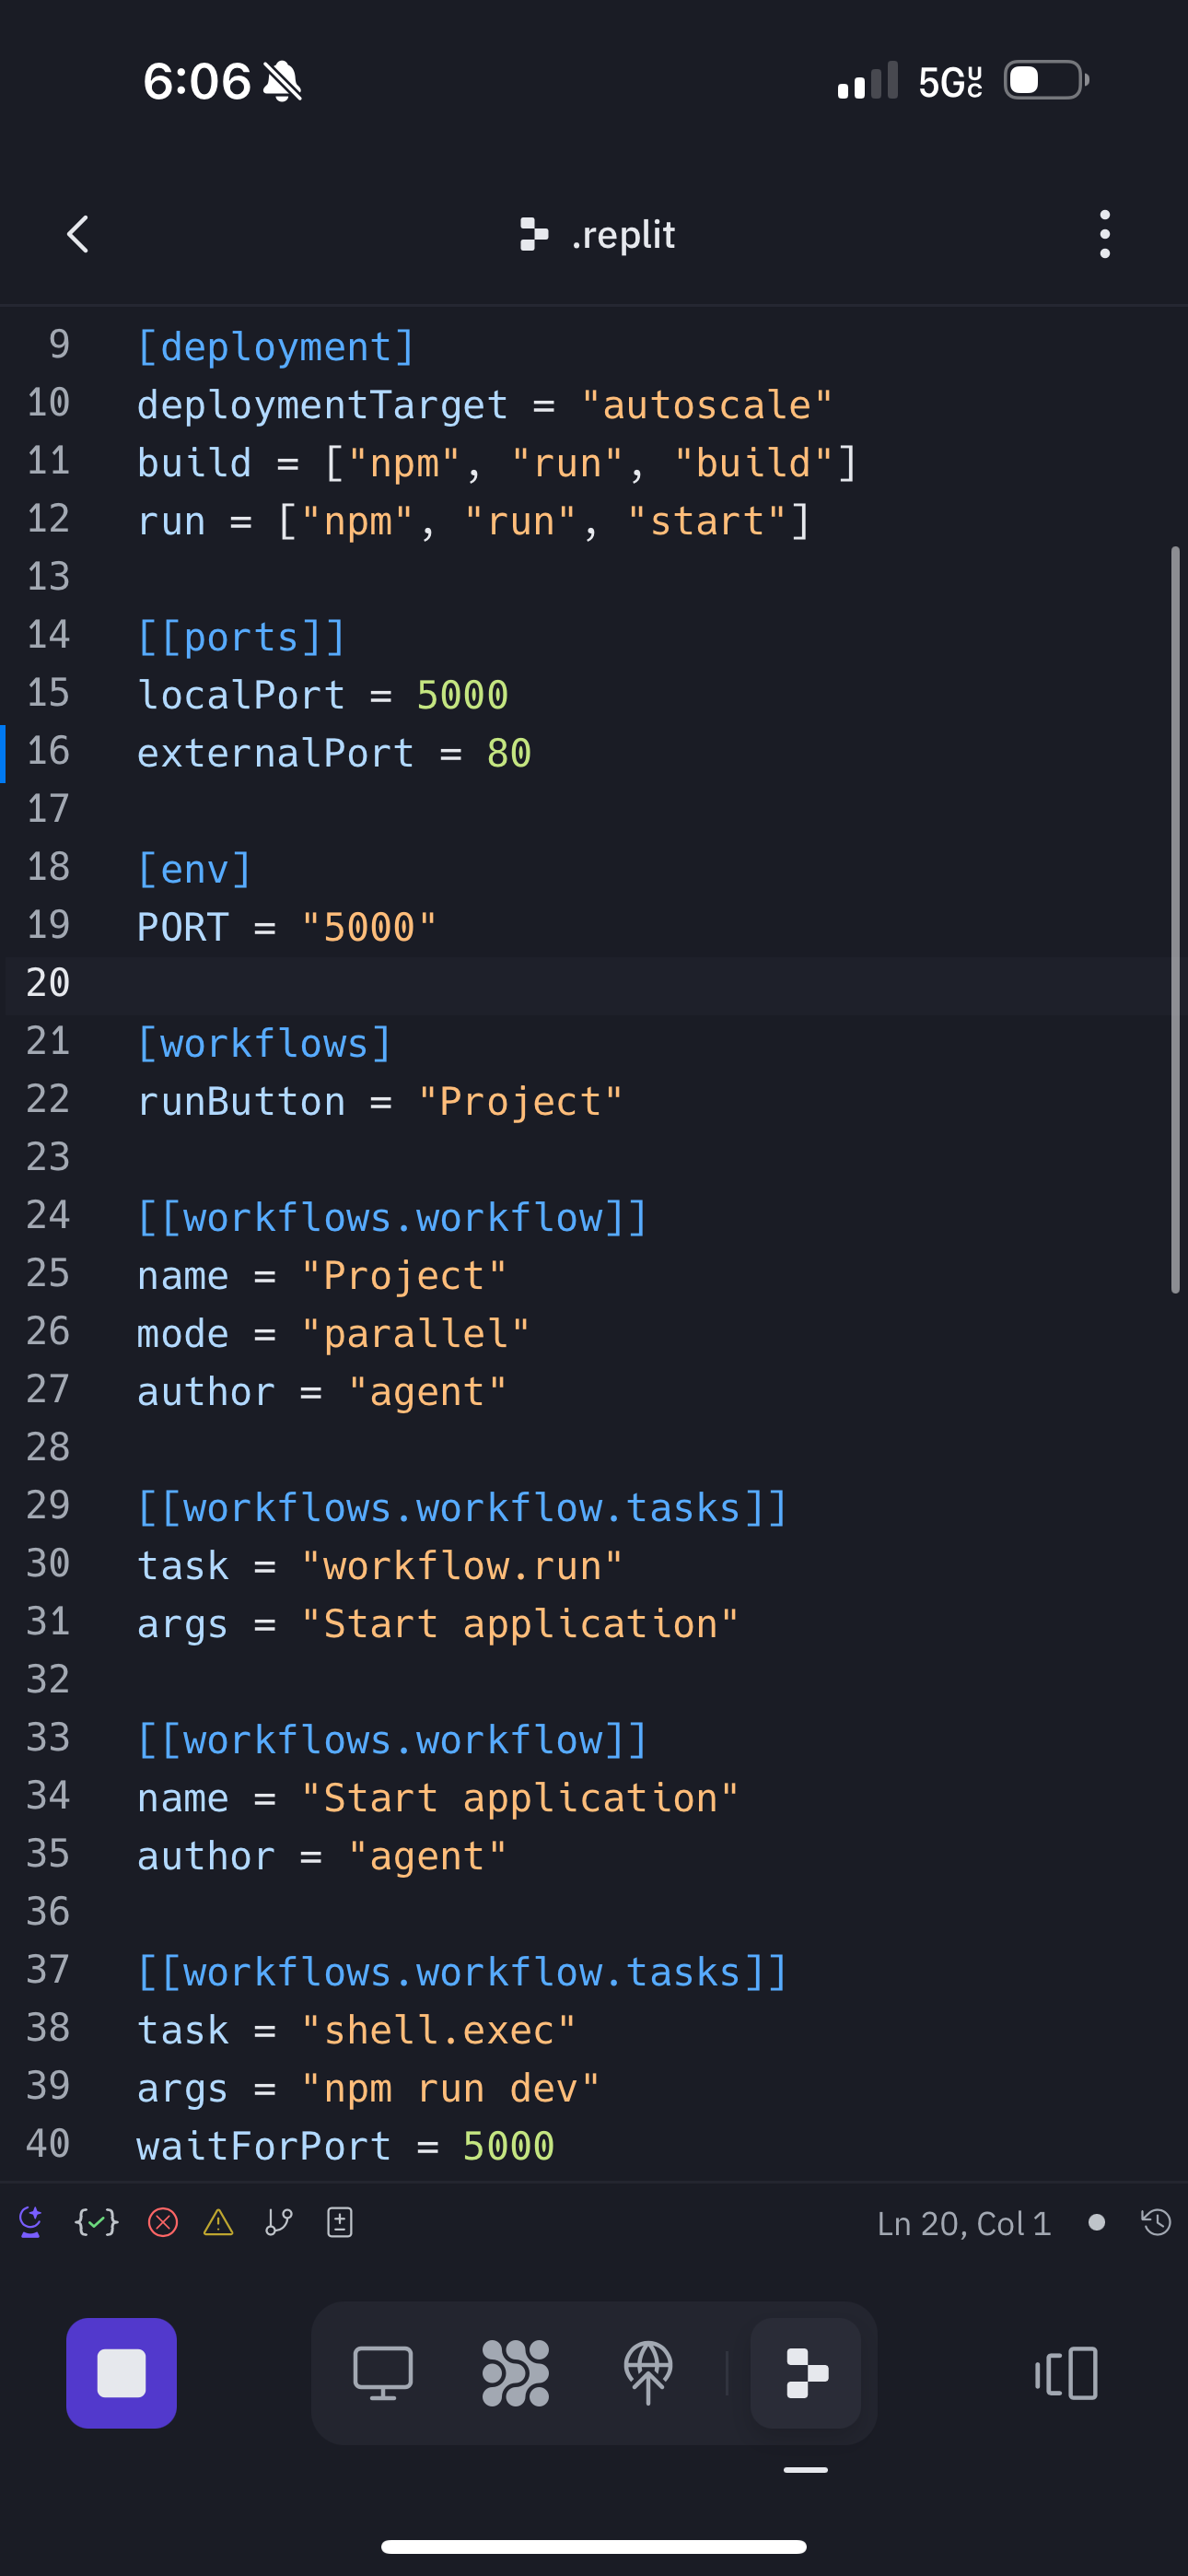 6:06
5G UC
.replit
9 [deployment]
10 deploymentTarget = "autoscale"
11 build = ["npm", "run", "build"]
12 run = ["npm", "run", "start"]
13
14 [[ports]]
15 localPort = 5000
16 externalPort = 80
17
18 [env]
19 PORT = "5000"
20
21 [workflows]
22 runButton = "Project"
23
24 [[workflows.workflow]]
25 name = "Project"
26 mode = "parallel"
27 author = "agent"
28
29 [[workflows.workflow.tasks]]
30 task = "workflow.run"
31 args = "Start application"
32
33 [[workflows.workflow]]
34 name = "Start application"
35 author = "agent"
36
37 [[workflows.workflow.tasks]]
38 task = "shell.exec"
39 args = "npm run dev"
40 waitForPort = 5000
Ln 20, Col 1